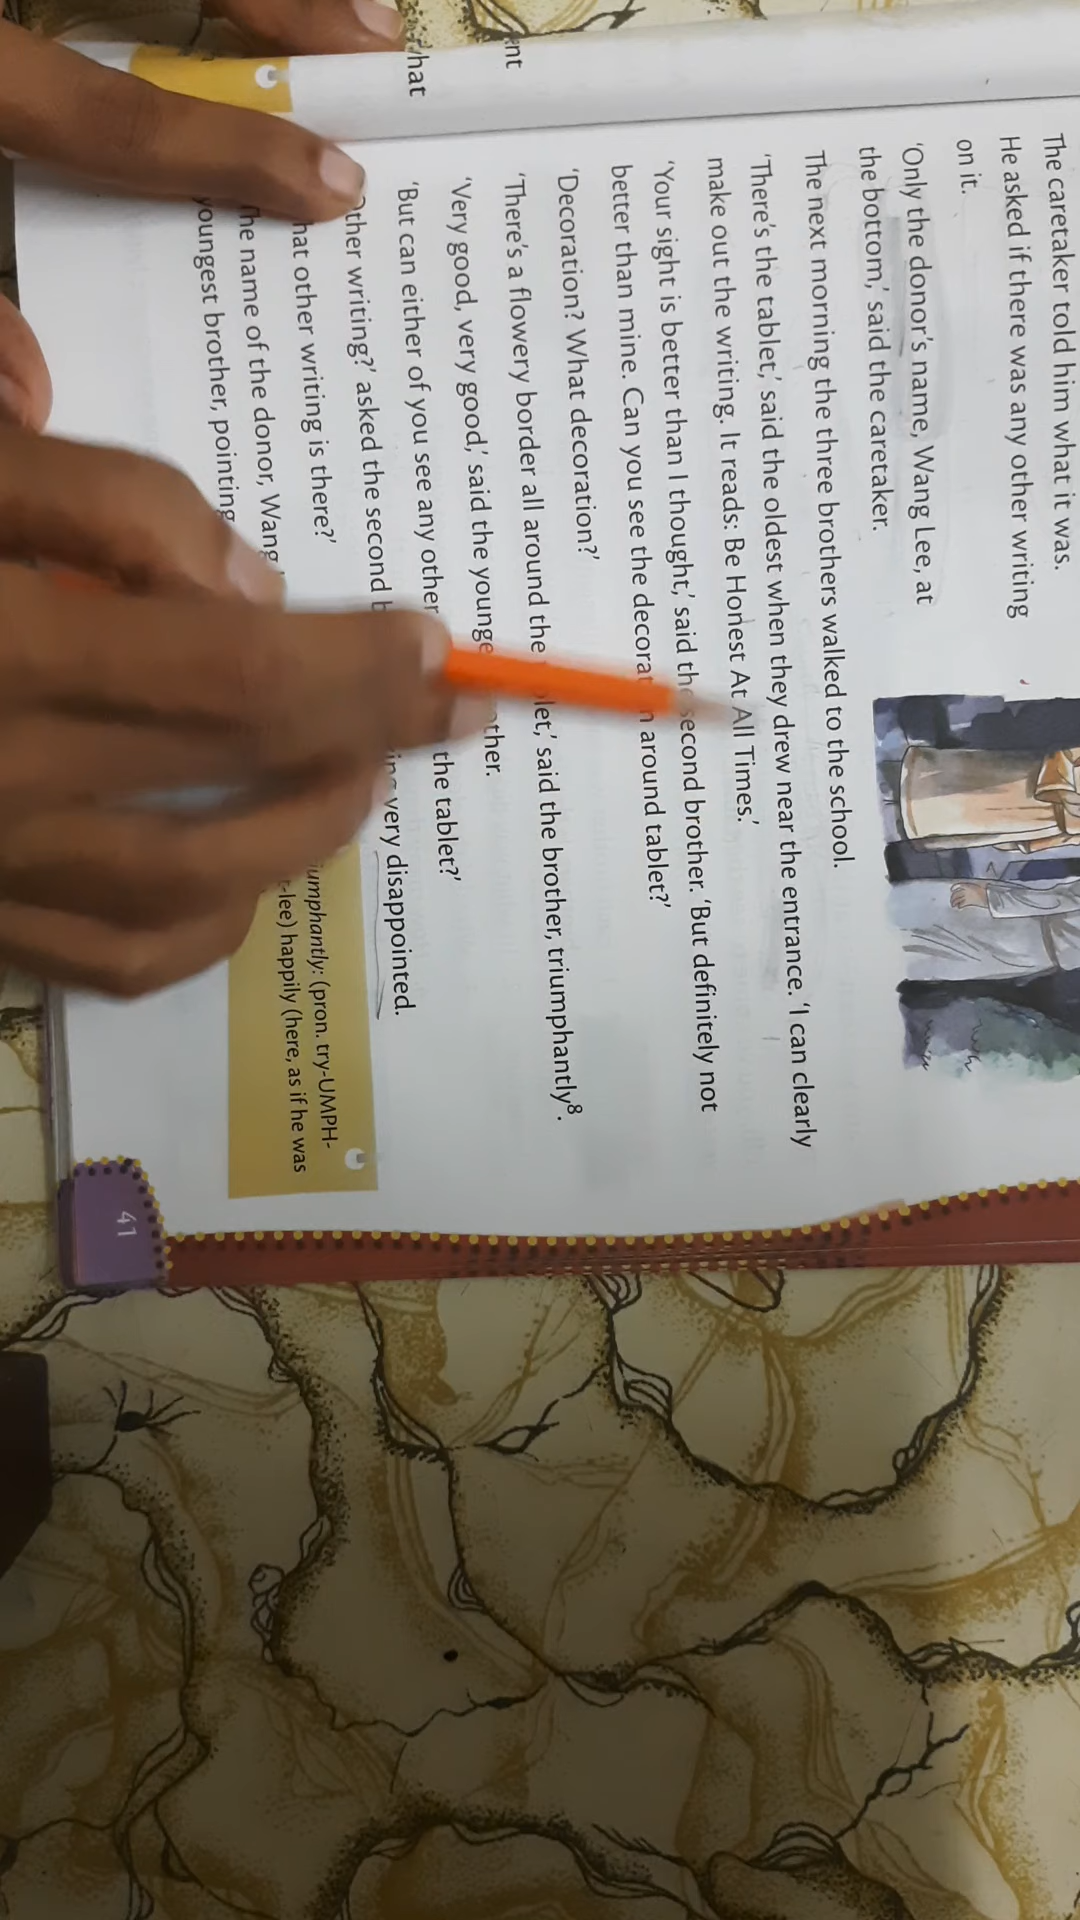 The caretaker told him what it was.
He asked if there was any other writing
on it.
‘Only the donor’s name, Wang Lee, at
the bottom,’ said the caretaker.
The next morning the three brothers walked to the school.
‘There’s the tablet,’ said the oldest when they drew near the entrance. ‘I can clearly
make out the writing. It reads: Be Honest At All Times.’
‘Your sight is better than I thought,’ said the second brother. ‘But definitely not
better than mine. Can you see the decoration around tablet?’
‘Decoration? What decoration?’
‘There’s a flowery border all around the tablet,’ said the brother, triumphantly⁸.
‘Very good, very good,’ said the younge
‘But can either of you see any other the tablet?’
other writing?’ asked the second very disappointed.
hat other writing is there?’
The name of the donor, Wang
youngest brother, pointing
umphantly: (pron. try-UMPH-
t-lee) happily (here, as if he was
41
hat
nt